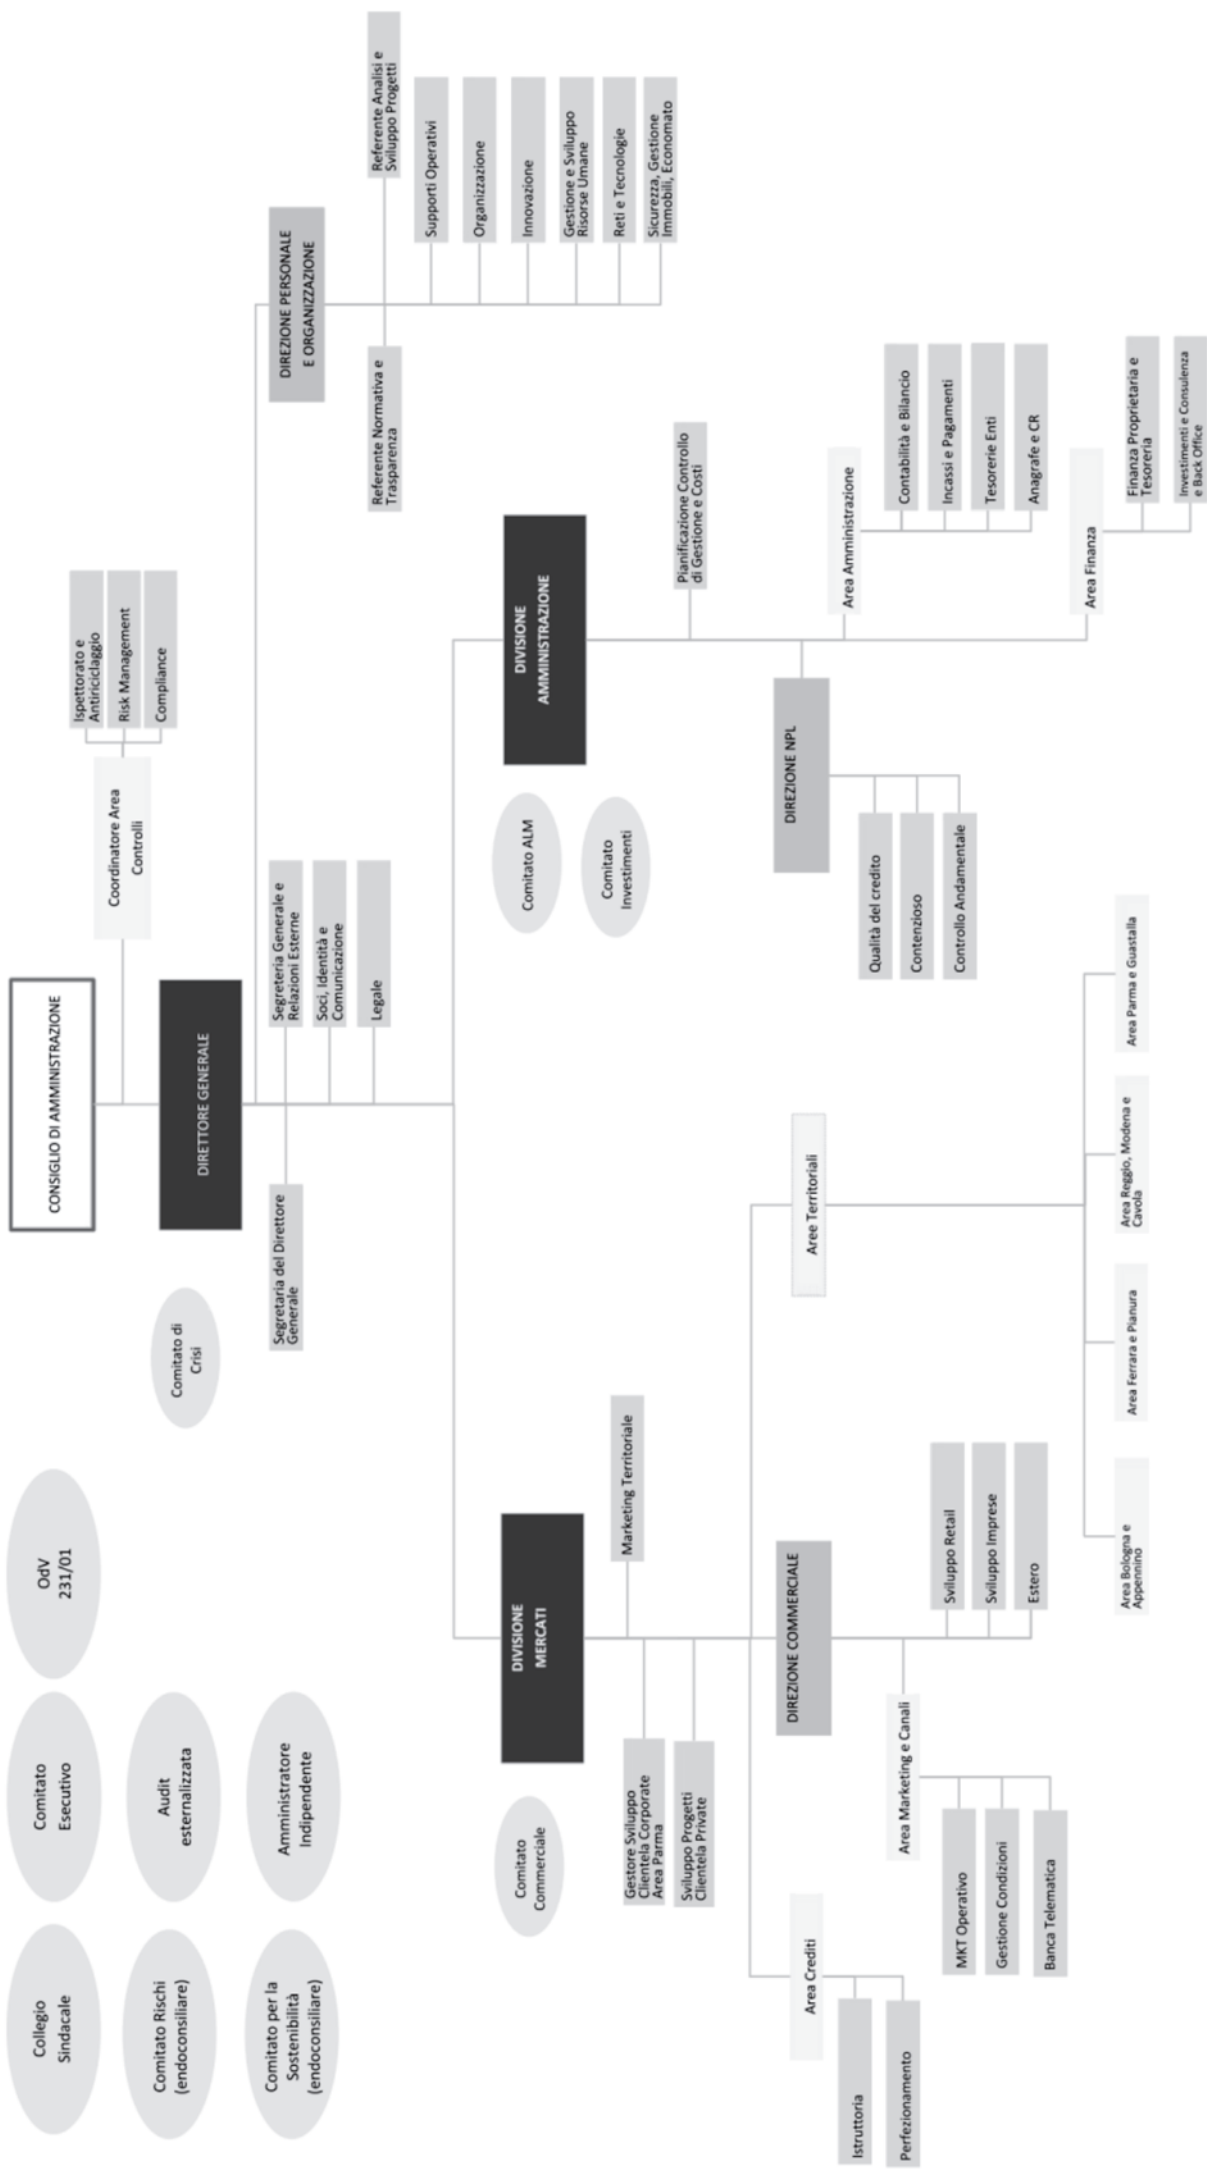 Collegio
Sindacale
Comitato
Esecutivo
OdV
231/01
Comitato Rischi
(endoconsiliare)
Audit
esternalizzata
Comitato per la
Sostenibilità
(endoconsiliare)
Amministratore
Indipendente
Comitato di
Crisi
CONSIGLIO DI AMMINISTRAZIONE
Coordinatore Area
Controlli
Ispettorato e
Antiriciclaggio
Risk Management
Compliance
DIRETTORE GENERALE
Segretaria del Direttore
Generale
Segreteria Generale e
Relazioni Esterne
Soci, Identità e
Comunicazione
Legale
DIREZIONE PERSONALE
E ORGANIZZAZIONE
Referente Normativa e
Trasparenza
Referente Analisi e
Sviluppo Progetti
Supporti Operativi
Organizzazione
Innovazione
Gestione e Sviluppo
Risorse Umane
Reti e Tecnologie
Sicurezza, Gestione
Immobili, Economato
Comitato
Commerciale
DIVISIONE
MERCATI
Marketing Territoriale
Gestore Sviluppo
Clientela Corporate
Area Parma
Sviluppo Progetti
Clientela Private
Area Crediti
Istruttoria
Perfezionamento
DIREZIONE COMMERCIALE
Area Marketing e Canali
MKT Operativo
Gestione Condizioni
Banca Telematica
Sviluppo Retail
Sviluppo Imprese
Estero
Aree Territoriali
Area Bologna e
Appennino
Area Ferrara e Pianura
Area Reggio, Modena e
Cavola
Area Parma e Guastalla
Comitato ALM
Comitato
Investimenti
DIVISIONE
AMMINISTRAZIONE
Pianificazione Controllo
di Gestione e Costi
DIREZIONE NPL
Qualità del credito
Contenzioso
Controllo Andamentale
Area Amministrazione
Contabilità e Bilancio
Incassi e Pagamenti
Tesorerie Enti
Anagrafe e CR
Area Finanza
Finanza Proprietaria e
Tesoreria
Investimenti e Consulenza
e Back Office